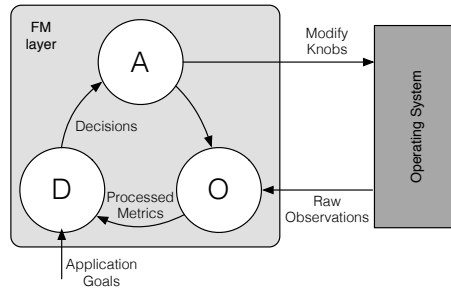 FM
layer
A
Modify
Knobs
Decisions
Operating System
D
Processed
Metrics
O
Raw
Observations
Application
Goals